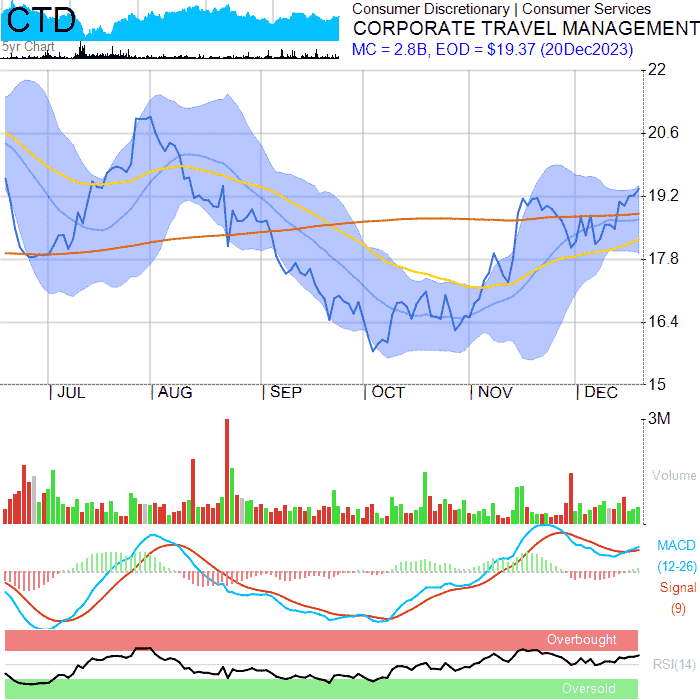 CTD
5yr Chart
Consumer Discretionary | Consumer Services
CORPORATE TRAVEL MANAGEMENT
MC = 2.8B, EOD = $19.37 (20Dec2023)
22
20.6
19.2
17.8
16.4
15
JUL
AUG
SEP
OCT
NOV
DEC
3M
Volume
MACD
(12-26)
Signal
(9)
Overbought
RSI(14)
Oversold